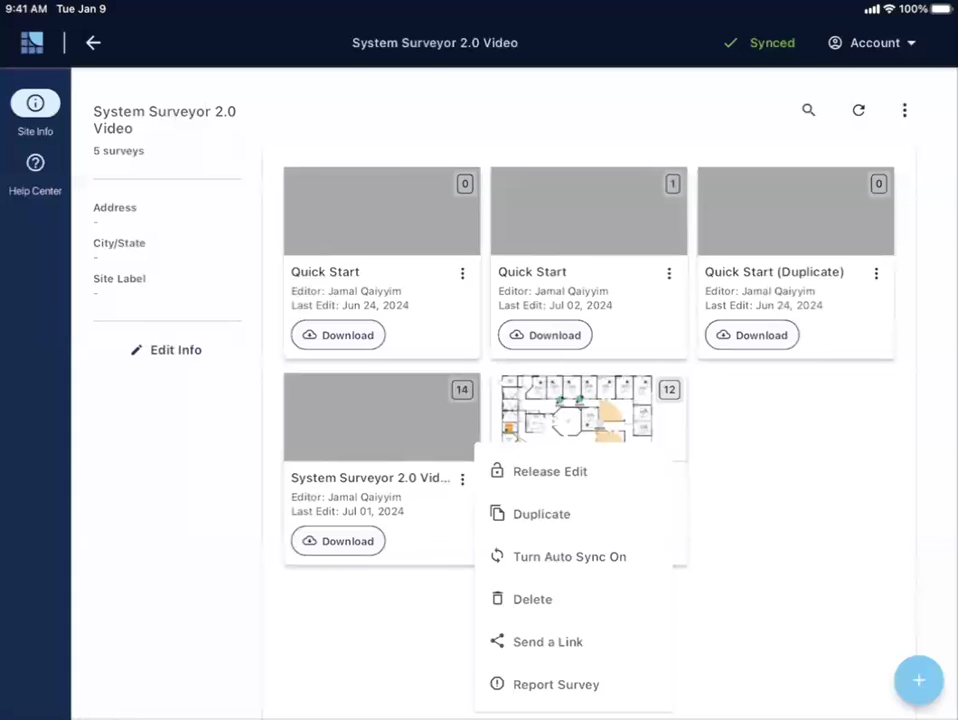 9:41 AM Tue Jan 9
100%
System Surveyor 2.0 Video
Synced
Account
Site Info
Help Center
System Surveyor 2.0
Video
5 surveys
Address
-
City/State
-
Site Label
-
Edit Info
0
Quick Start
Editor: Jamal Qaiyyim
Last Edit: Jun 24, 2024
Download
1
Quick Start
Editor: Jamal Qaiyyim
Last Edit: Jul 02, 2024
Download
0
Quick Start (Duplicate)
Editor: Jamal Qaiyyim
Last Edit: Jun 24, 2024
Download
14
System Surveyor 2.0 Vid...
Editor: Jamal Qaiyyim
Last Edit: Jul 01, 2024
Download
12
Release Edit
Duplicate
Turn Auto Sync On
Delete
Send a Link
Report Survey